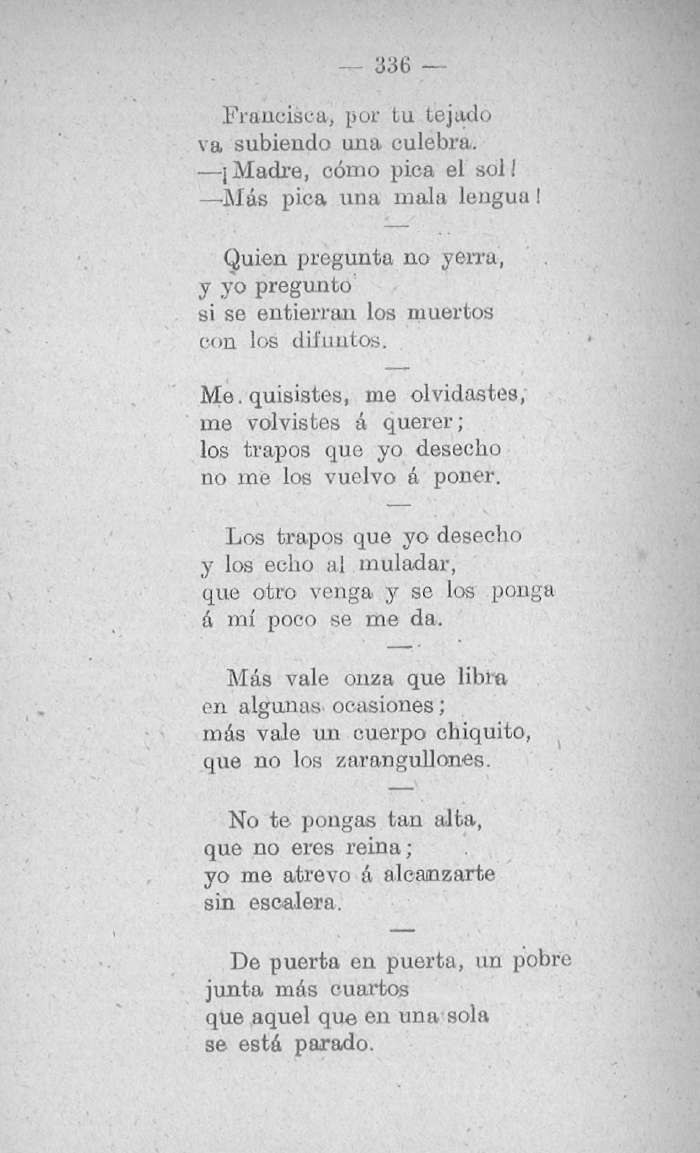 — 336 —
Francisca, por tu tejado
va subiendo una culebra.
—¡Madre, cómo pica el sol!
—Más pica una mala lengua!
—
Quien pregunta no yerra,
y yo pregunto
si se entierran los muertos
con los difuntos.
—
Me quisistes, me olvidastes,
me volvistes á querer;
los trapos que yo desecho
no me los vuelvo á poner.
—
Los trapos que yo desecho
y los echo al muladar,
que otro venga y se los ponga
á mí poco se me da.
—
Más vale onza que libra
en algunas ocasiones;
más vale un cuerpo chiquito,
que no los zarangullones.
—
No te pongas tan alta,
que no eres reina;
yo me atrevo á alcanzarte
sin escalera.
—
De puerta en puerta, un pobre
junta más cuartos
que aquel que en una sola
se está parado.